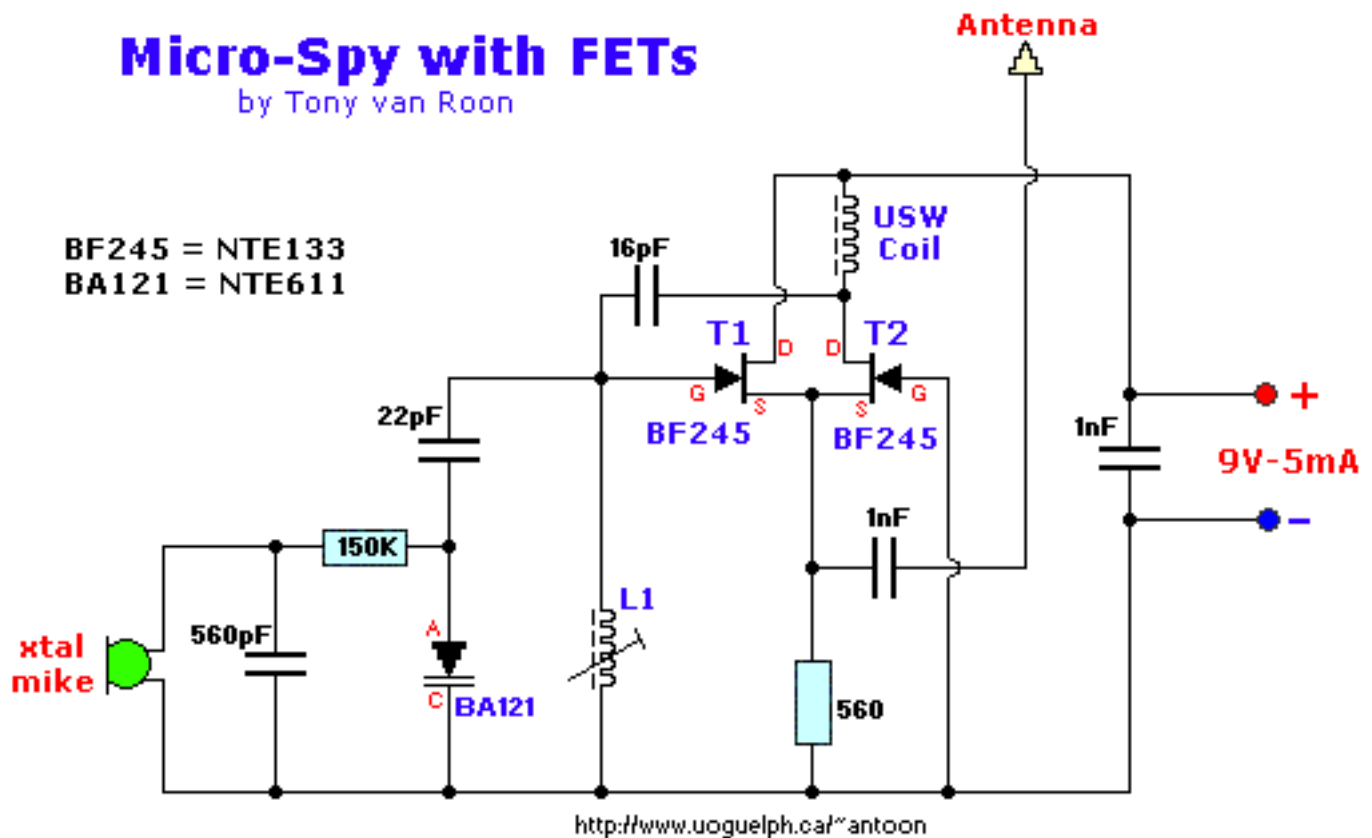 Micro-Spy with FETs
by Tony van Roon
Antenna
BF245 = NTE133
BA121 = NTE611
16pF
USW
Coil
T1
T2
D
D
G
G
S
S
BF245
BF245
22pF
1nF
+
9V-5mA
-
1nF
150K
560pF
xtal
mike
A
C
BA121
L1
560
http://www.uoguelph.ca/~antoon